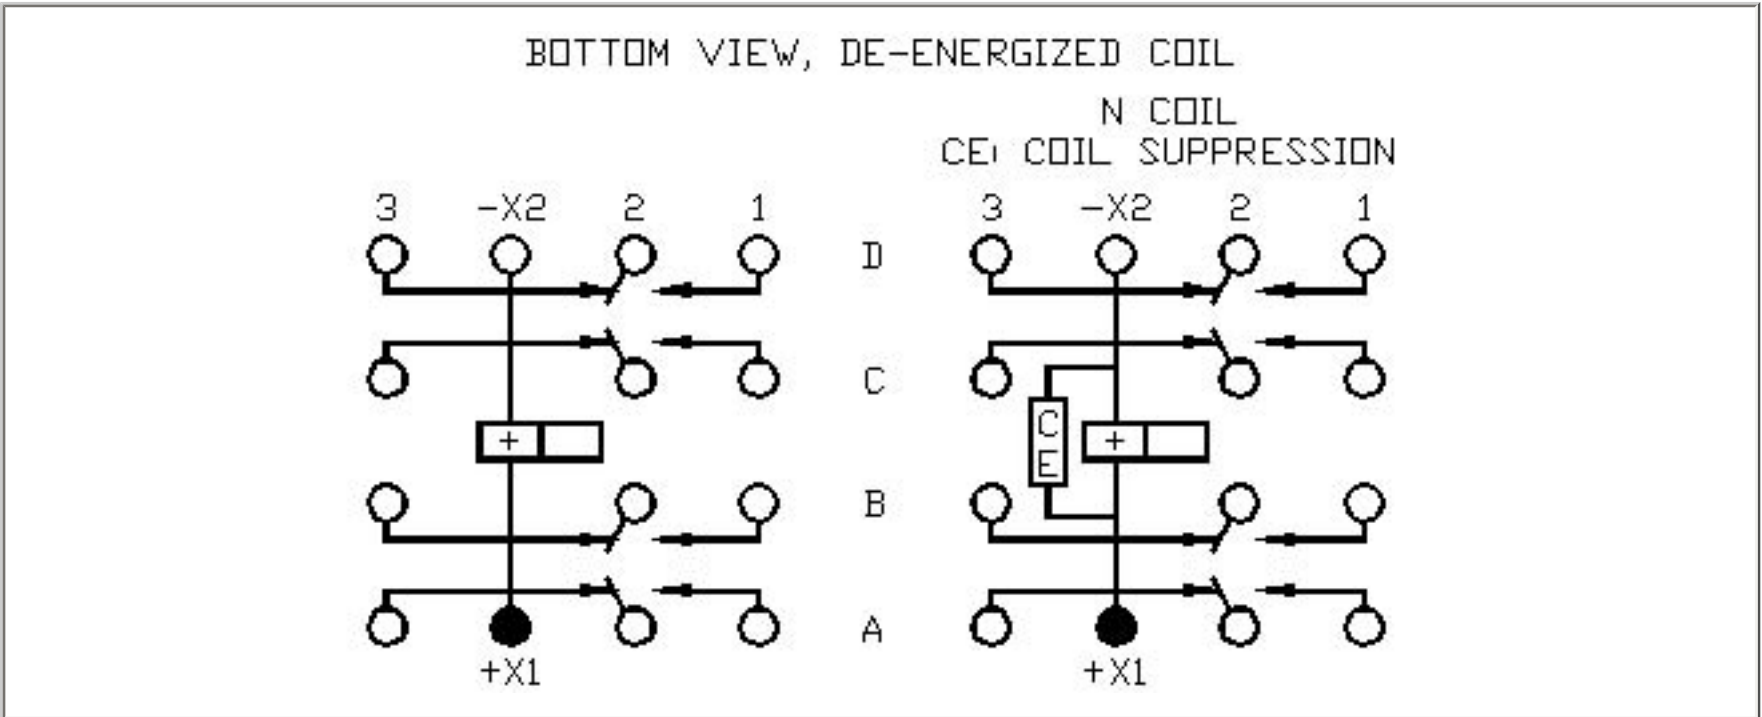 BOTTOM VIEW, DE-ENERGIZED COIL
N COIL
CE: COIL SUPPRESSION
3 -X2 2 1 3 -X2 2 1
D
C
C
E
+ +
B
A
+X1 +X1